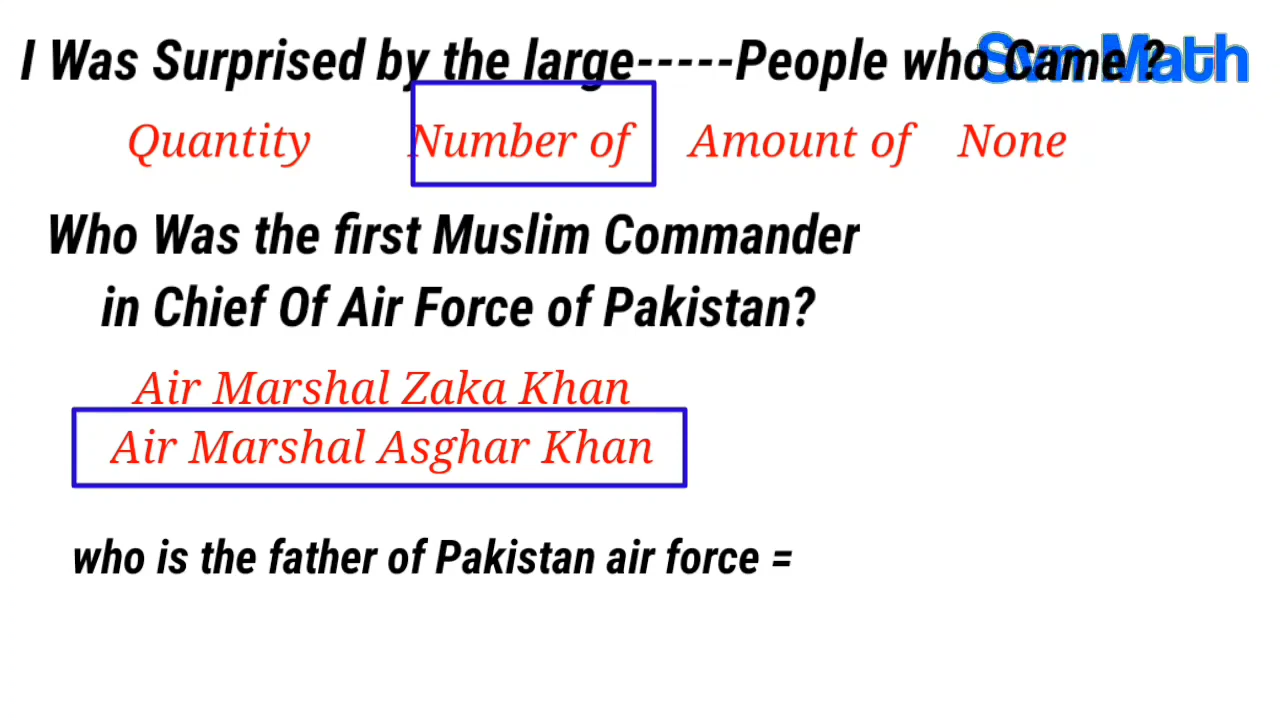 I Was Surprised by the large-----People who Came ?
Svn Math
Quantity Number of Amount of None
Who Was the first Muslim Commander
in Chief Of Air Force of Pakistan?
Air Marshal Zaka Khan
Air Marshal Asghar Khan
who is the father of Pakistan air force =